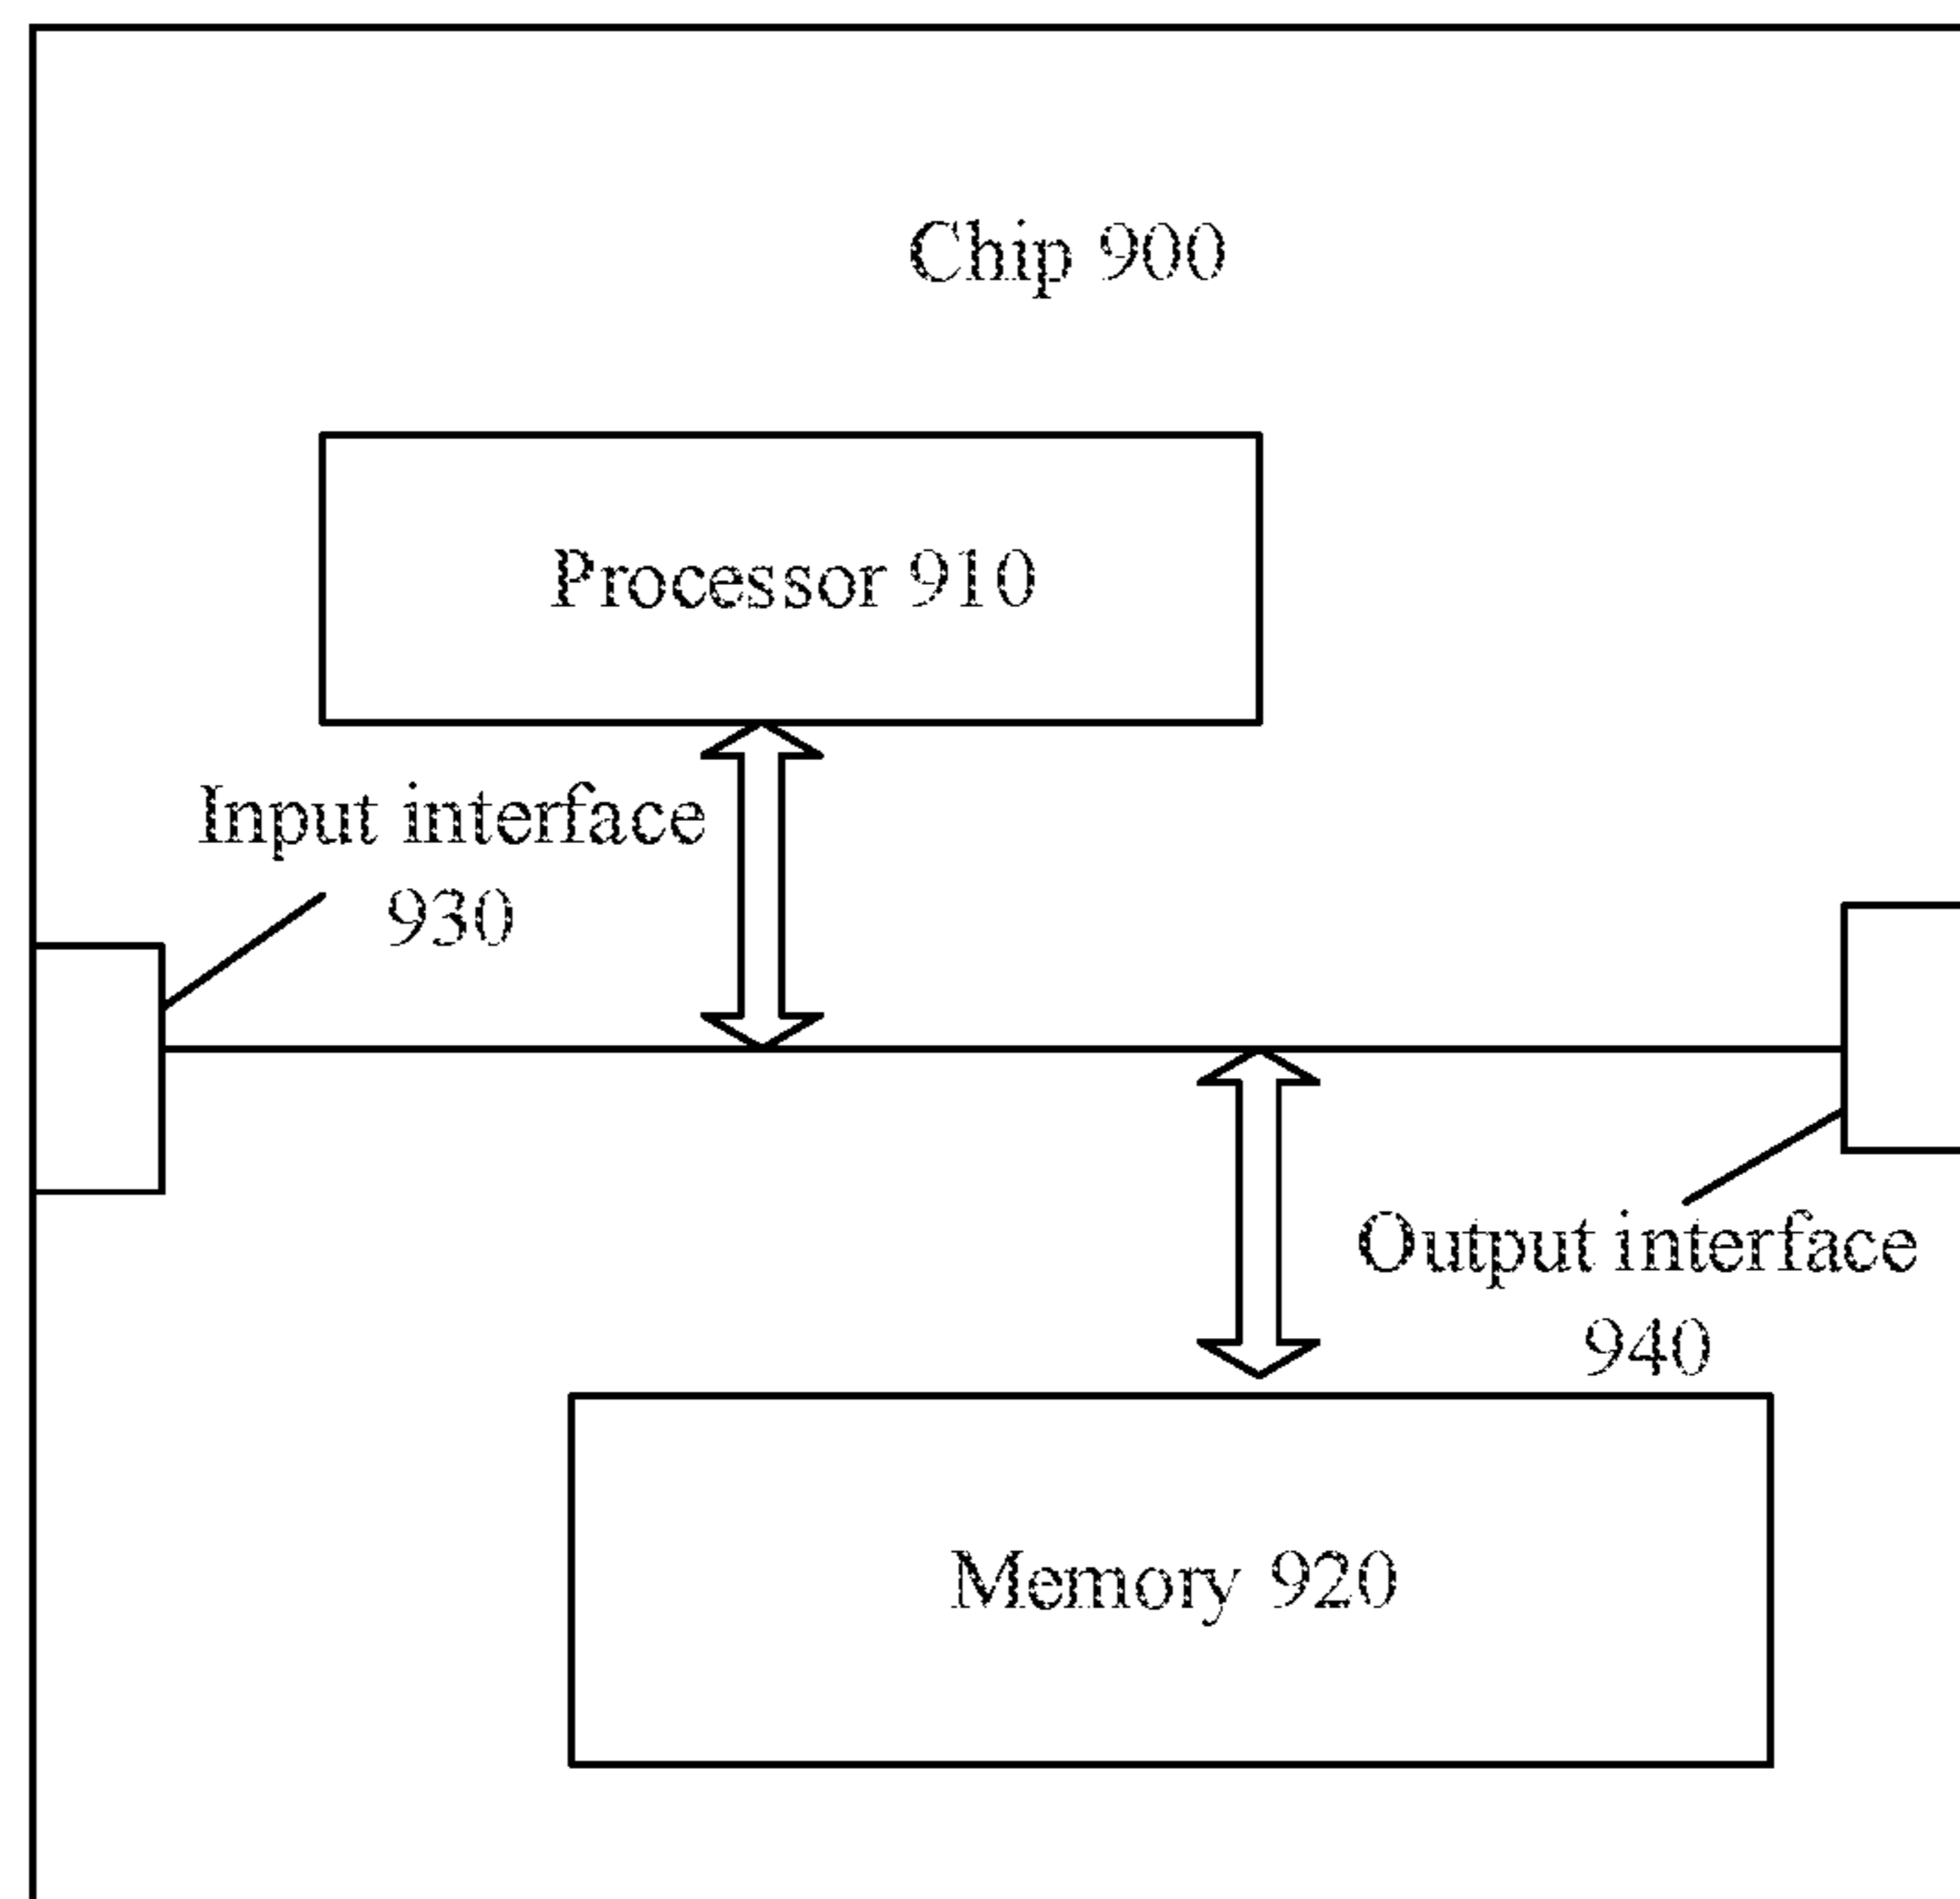 Chip 900
Processor 910
Input interface
930
Output interface
940
Memory 920